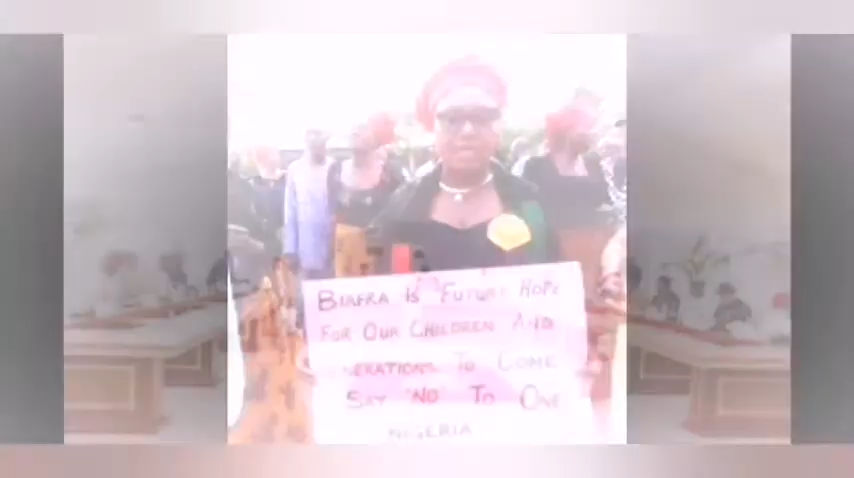 BIAFRA IS FUTURE HOPE
FOR OUR CHILDREN AND
TO COME
SAY "NO" TO ONE
NIGERIA